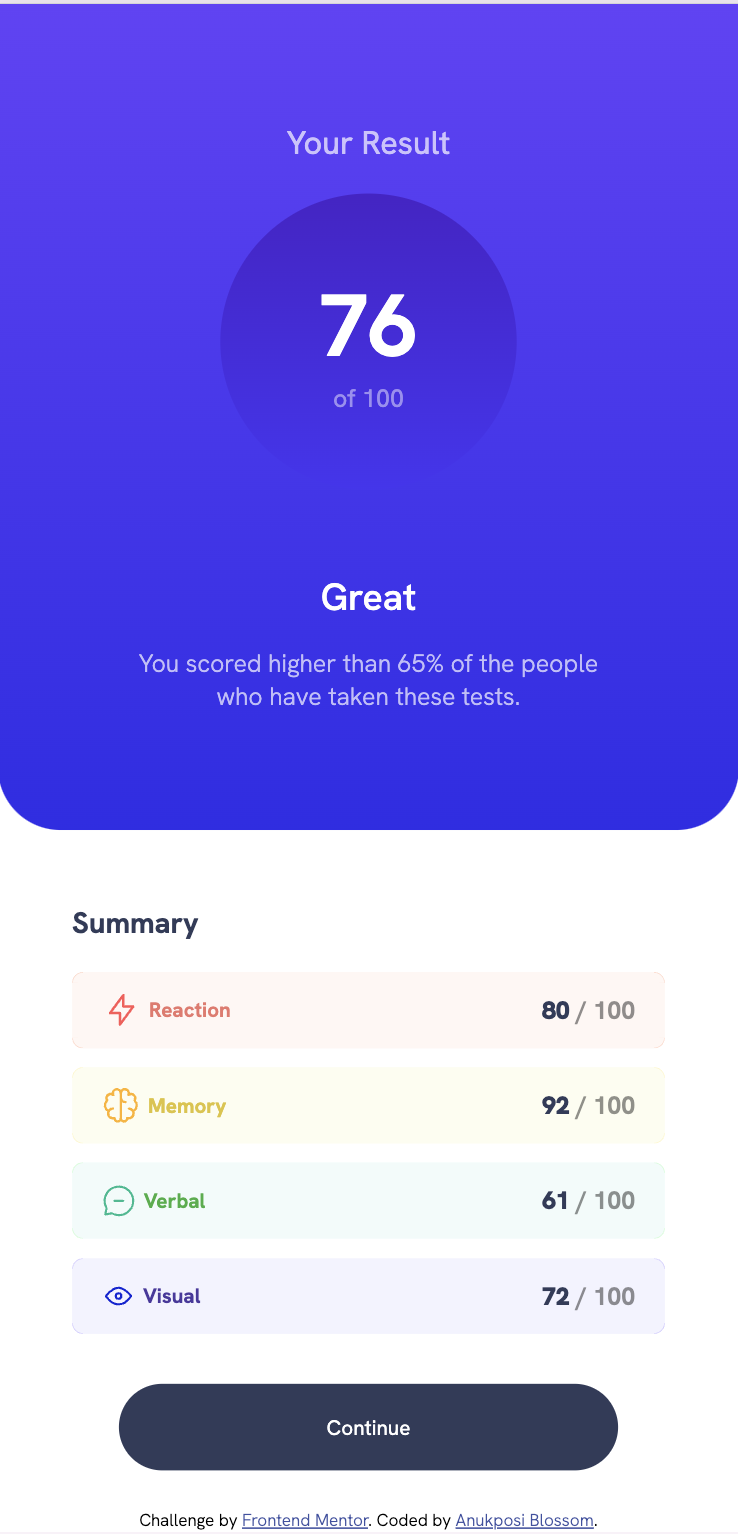 Your Result
76
of 100
Great
You scored higher than 65% of the people
who have taken these tests.
Summary
Reaction 80 / 100
Memory 92 / 100
Verbal 61 / 100
Visual 72 / 100
Continue
Challenge by Frontend Mentor. Coded by Anukposi Blossom.